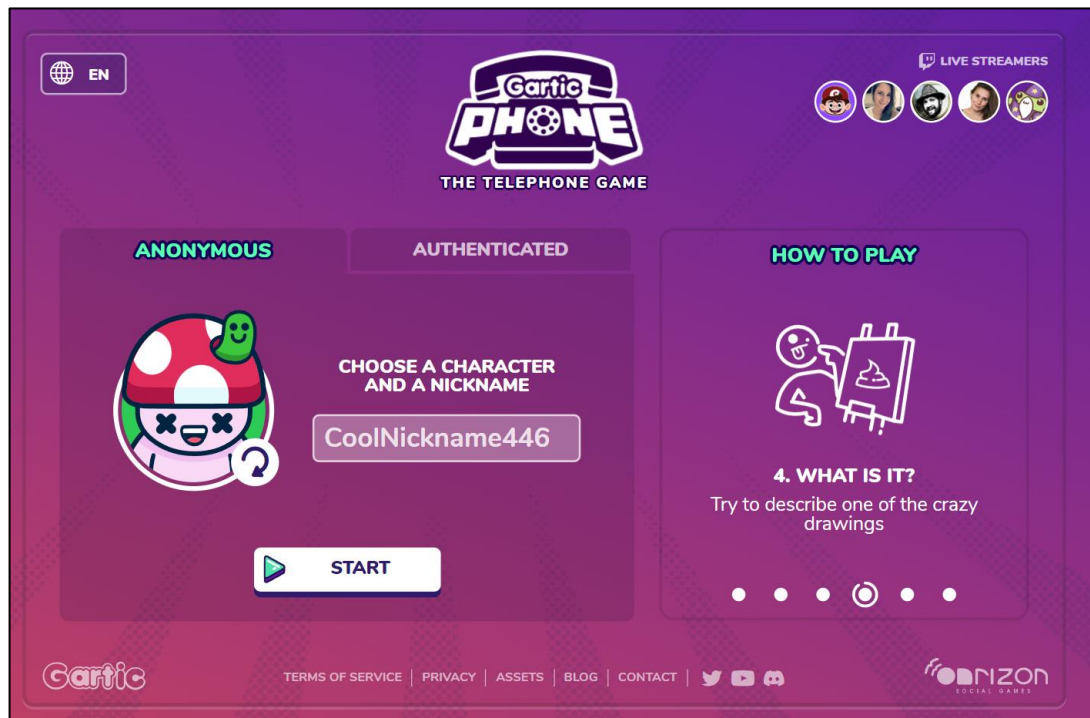 EN
Gartic
PHONE
THE TELEPHONE GAME
LIVE STREAMERS
ANONYMOUS
AUTHENTICATED
CHOOSE A CHARACTER
AND A NICKNAME
CoolNickname446
START
HOW TO PLAY
4. WHAT IS IT?
Try to describe one of the crazy
drawings
Gartic
TERMS OF SERVICE | PRIVACY | ASSETS | BLOG | CONTACT |
ONRIZON
SOCIAL GAMES